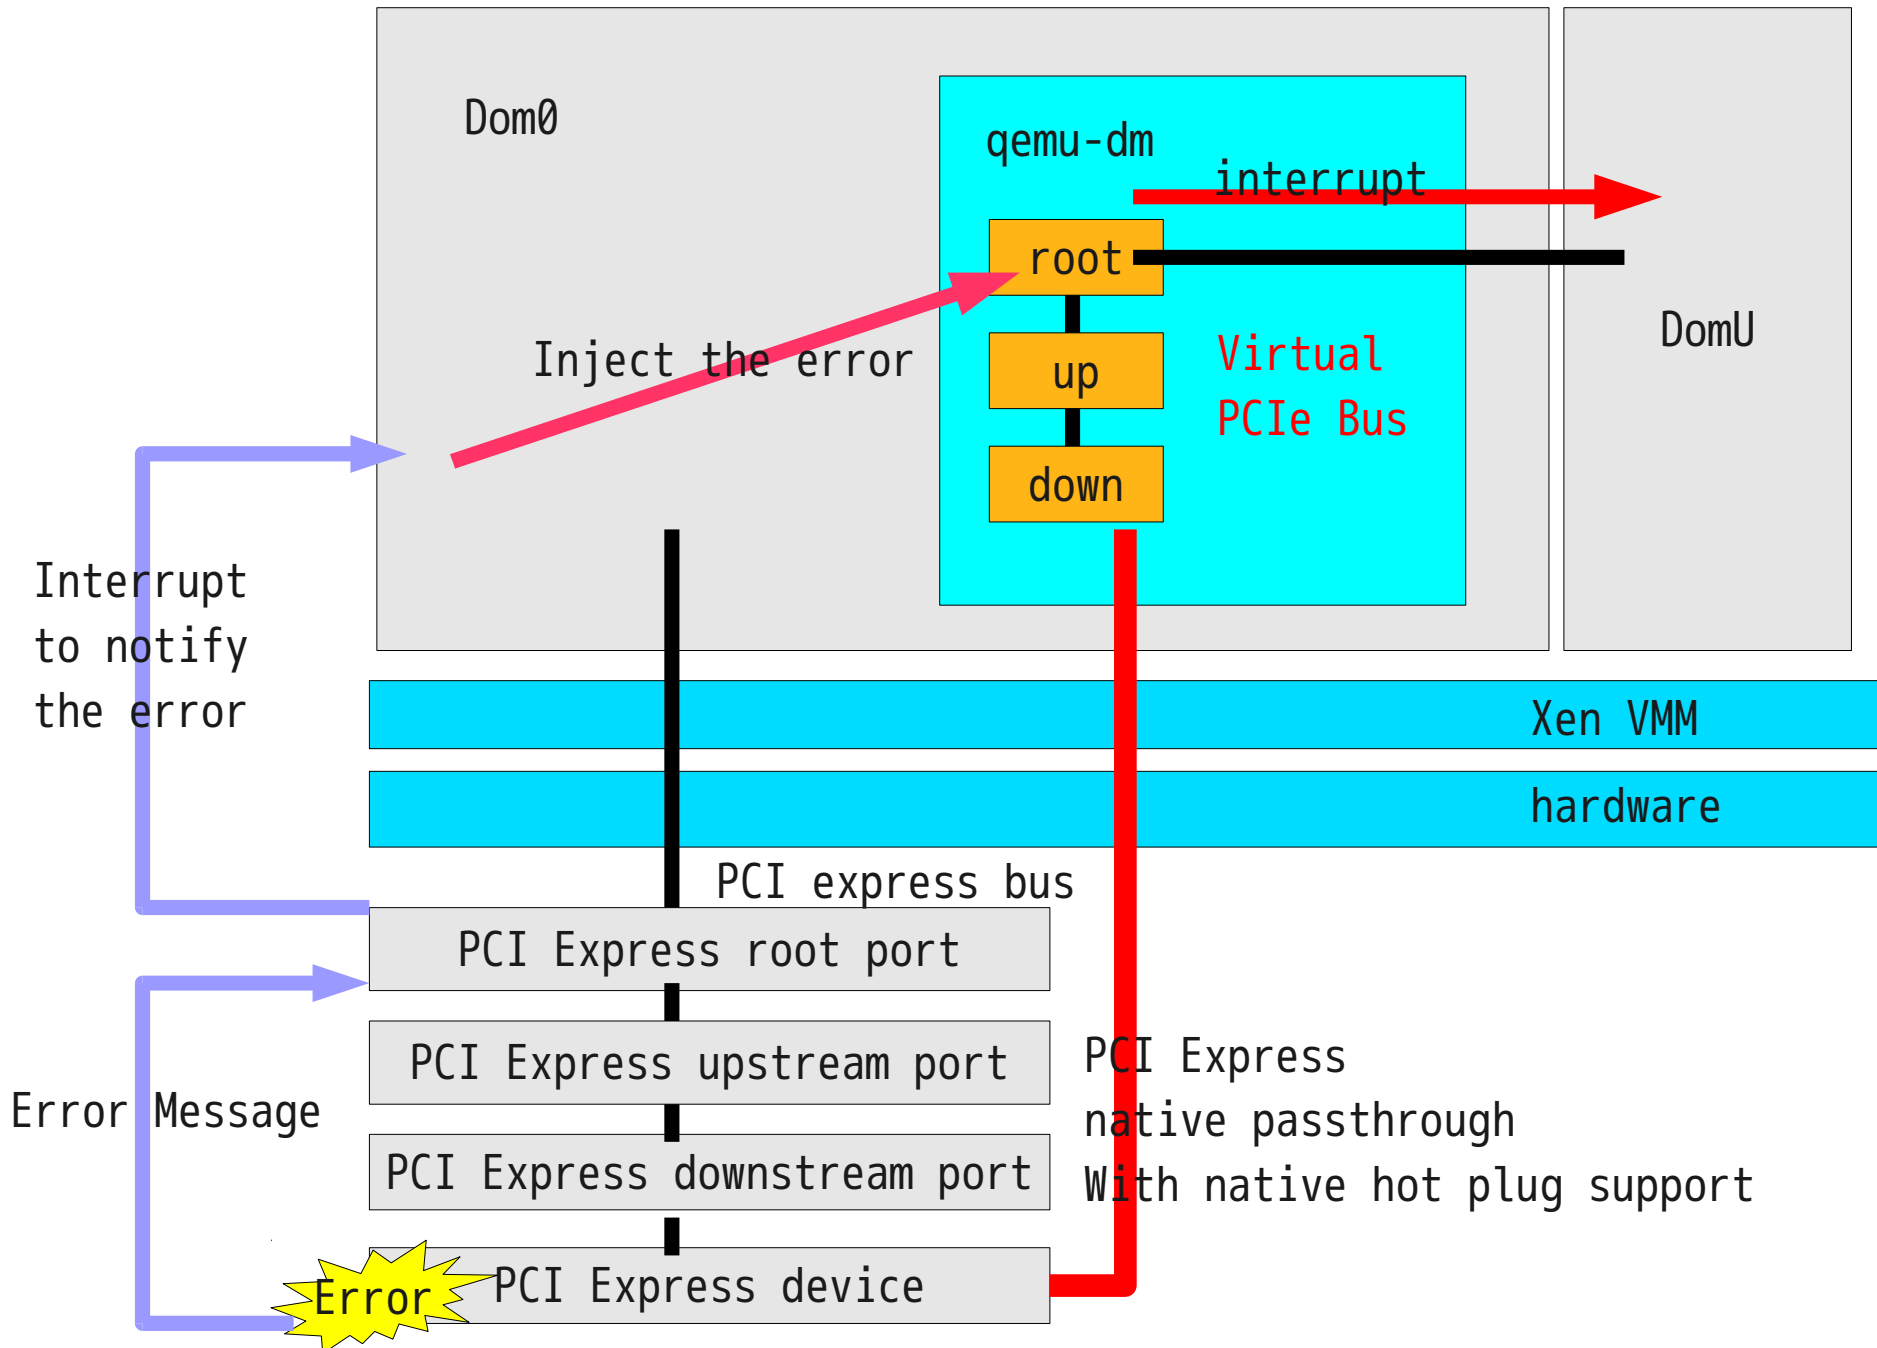 Dom0
qemu-dm
interrupt
root
Inject the error
up
Virtual
PCIe Bus
DomU
down
Interrupt
to notify
the error
Xen VMM
hardware
PCI express bus
PCI Express root port
PCI Express upstream port
PCI Express
native passthrough
With native hot plug support
Error Message
PCI Express downstream port
Error
PCI Express device